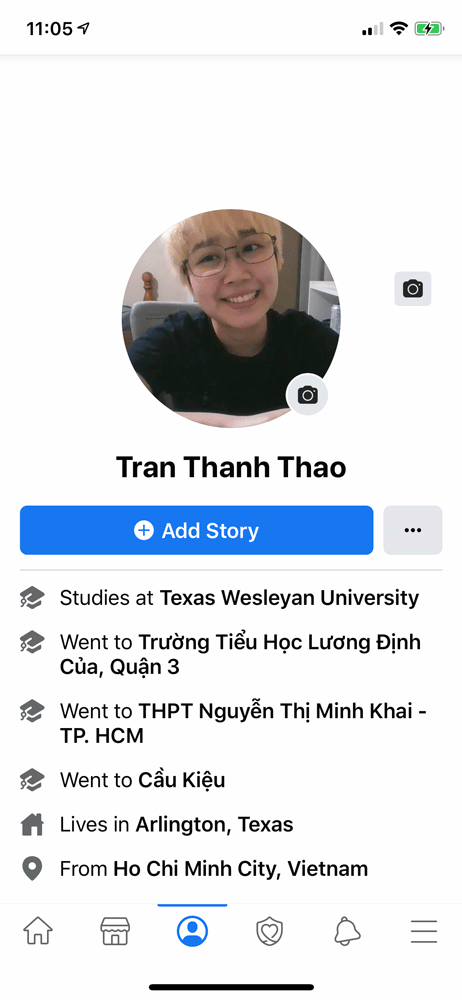 11:05
Tran Thanh Thao
Add Story
Studies at Texas Wesleyan University
Went to Trường Tiểu Học Lương Định
Của, Quận 3
Went to THPT Nguyễn Thị Minh Khai -
TP. HCM
Went to Cầu Kiệu
Lives in Arlington, Texas
From Ho Chi Minh City, Vietnam